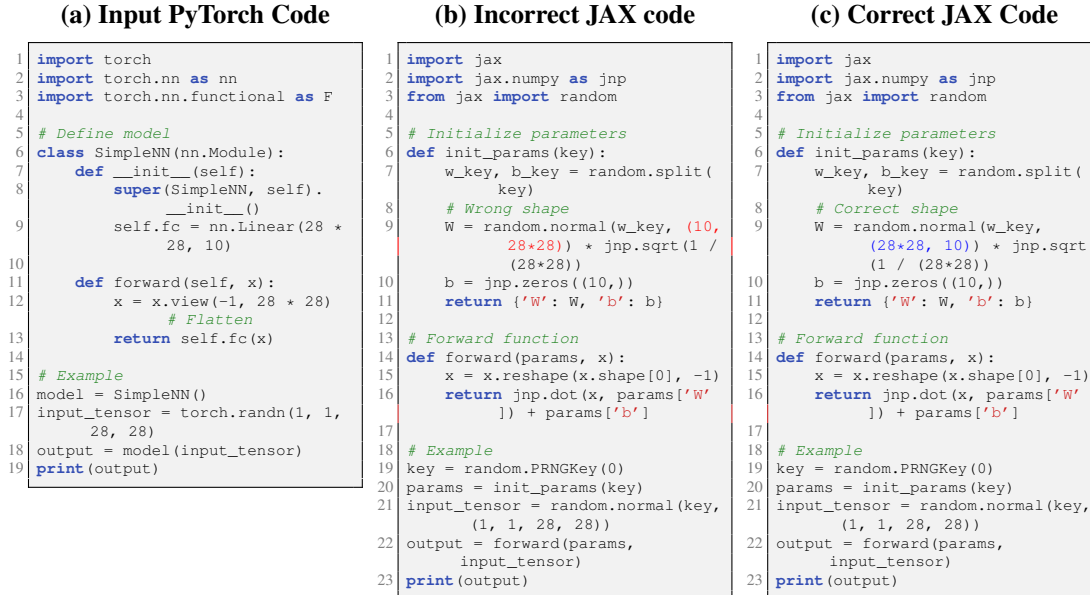 (a) Input PyTorch Code
1 import torch
2 import torch.nn as nn
3 import torch.nn.functional as F
4
5 # Define model
6 class SimpleNN(nn.Module):
7     def __init__(self):
8         super(SimpleNN, self).
                __init__()
9         self.fc = nn.Linear(28 *
                28, 10)
10
11     def forward(self, x):
12         x = x.view(-1, 28 * 28)
                # Flatten
13         return self.fc(x)
14
15 # Example
16 model = SimpleNN()
17 input_tensor = torch.randn(1, 1,
        28, 28)
18 output = model(input_tensor)
19 print(output)
(b) Incorrect JAX code
1 import jax
2 import jax.numpy as jnp
3 from jax import random
4
5 # Initialize parameters
6 def init_params(key):
7     w_key, b_key = random.split(
            key)
8     # Wrong shape
9     W = random.normal(w_key, (10,
            28*28)) * jnp.sqrt(1 /
            (28*28))
10     b = jnp.zeros((10,))
11     return {'W': W, 'b': b}
12
13 # Forward function
14 def forward(params, x):
15     x = x.reshape(x.shape[0], -1)
16     return jnp.dot(x, params['W'
            ]) + params['b']
17
18 # Example
19 key = random.PRNGKey(0)
20 params = init_params(key)
21 input_tensor = random.normal(key,
        (1, 1, 28, 28))
22 output = forward(params,
        input_tensor)
23 print(output)
(c) Correct JAX Code
1 import jax
2 import jax.numpy as jnp
3 from jax import random
4
5 # Initialize parameters
6 def init_params(key):
7     w_key, b_key = random.split(
            key)
8     # Correct shape
9     W = random.normal(w_key,
            (28*28, 10)) * jnp.sqrt
            (1 / (28*28))
10     b = jnp.zeros((10,))
11     return {'W': W, 'b': b}
12
13 # Forward function
14 def forward(params, x):
15     x = x.reshape(x.shape[0], -1)
16     return jnp.dot(x, params['W'
            ]) + params['b']
17
18 # Example
19 key = random.PRNGKey(0)
20 params = init_params(key)
21 input_tensor = random.normal(key,
        (1, 1, 28, 28))
22 output = forward(params,
        input_tensor)
23 print(output)